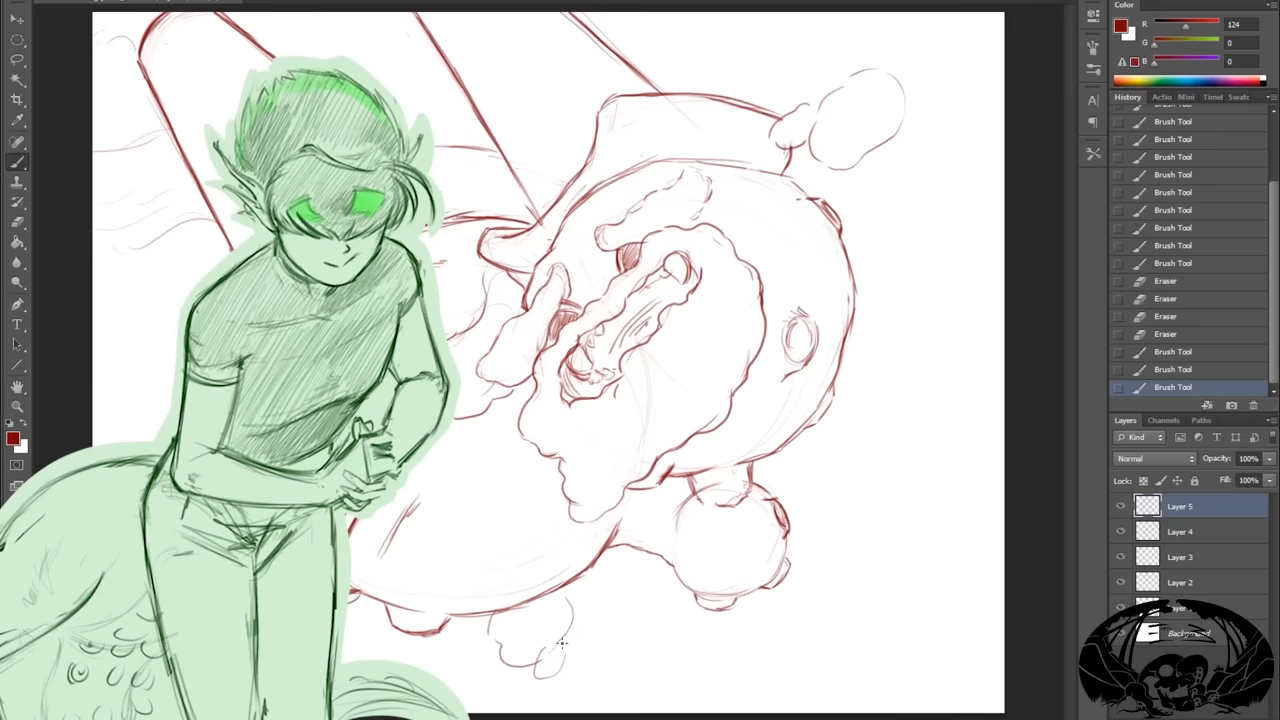 Color
R 124
G 0
B 0
History Actio Mini Timel Swatc
Brush Tool
Brush Tool
Brush Tool
Brush Tool
Brush Tool
Brush Tool
Brush Tool
Brush Tool
Brush Tool
Eraser
Eraser
Eraser
Eraser
Brush Tool
Brush Tool
Brush Tool
Layers Channels Paths
Kind
Normal Opacity: 100%
Lock: Fill: 100%
Layer 5
Layer 4
Layer 3
Layer 2
Background